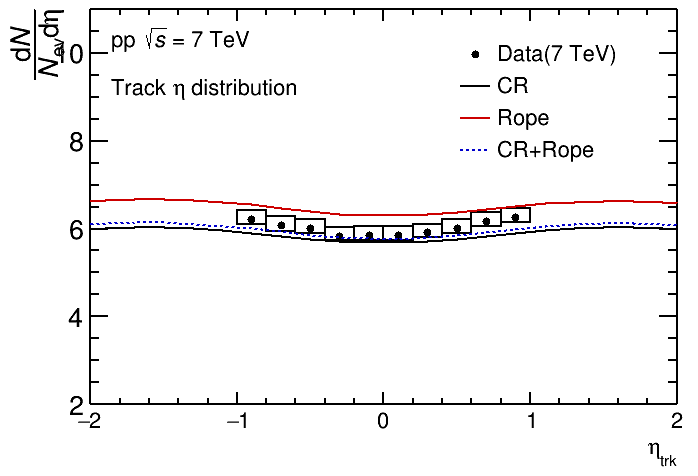 dN
N_ev dη
pp √s = 7 TeV
Track η distribution
Data(7 TeV)
CR
Rope
CR+Rope
10
8
6
4
2
−2 −1 0 1 2
η_trk